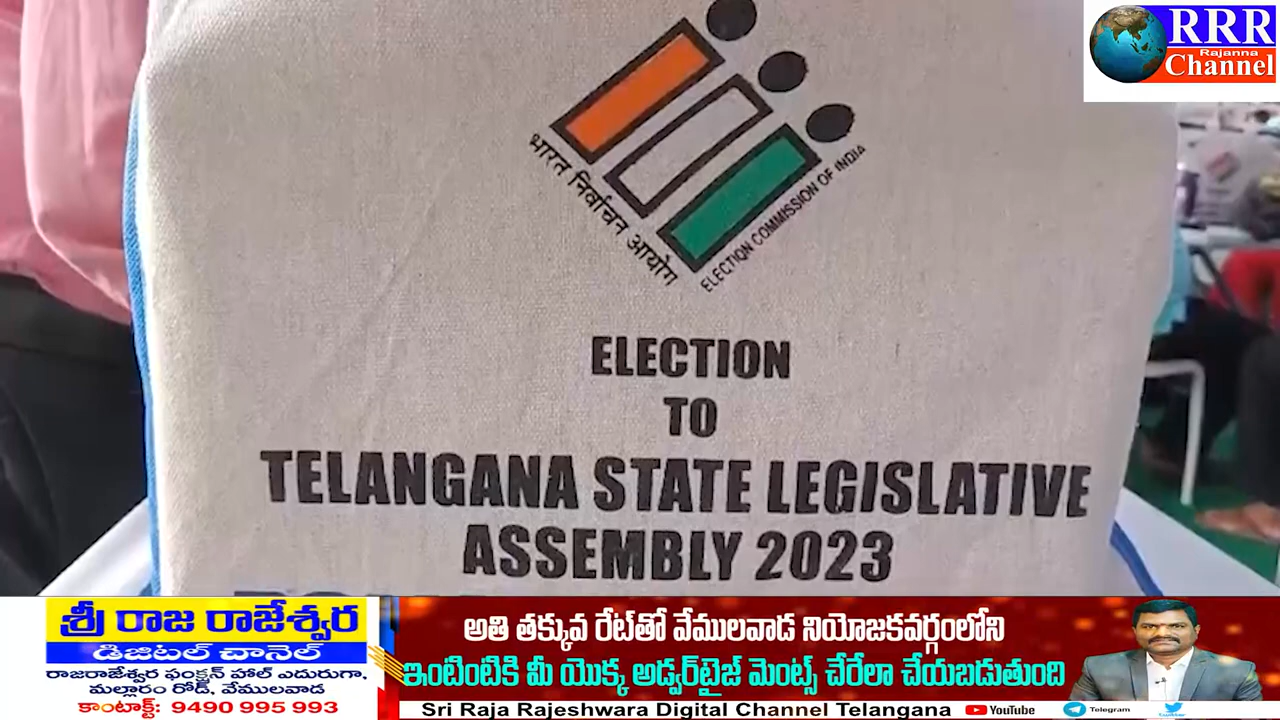 RRR
Rajanna
Channel
भारत निर्वाचन आयोग
ELECTION COMMISSION OF INDIA
ELECTION
TO
TELANGANA STATE LEGISLATIVE
ASSEMBLY 2023
శ్రీ రాజ రాజేశ్వర
డిజిటల్ చానెల్
రాజరాజేశ్వర ఫంక్షన్ హాల్ ఎదురుగా,
మల్లారం రోడ్, వేములవాడ
కాంటాక్ట్: 9490 995 993
అతి తక్కువ రేట్‌తో వేములవాడ నియోజకవర్గంలోని
ఇంటింటికి మీ యొక్క అడ్వర్‌టైజ్ మెంట్స్ చేరేలా చేయబడుతుంది
Sri Raja Rajeshwara Digital Channel Telangana YouTube Telegram Twitter